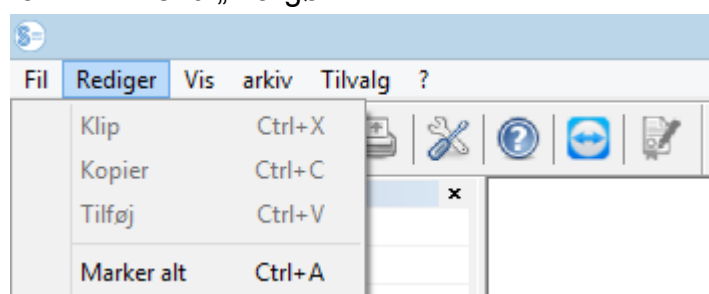 Fil Rediger Vis arkiv Tilvalg ?
Klip Ctrl+X
Kopier Ctrl+C
Tilføj Ctrl+V
Marker alt Ctrl+A